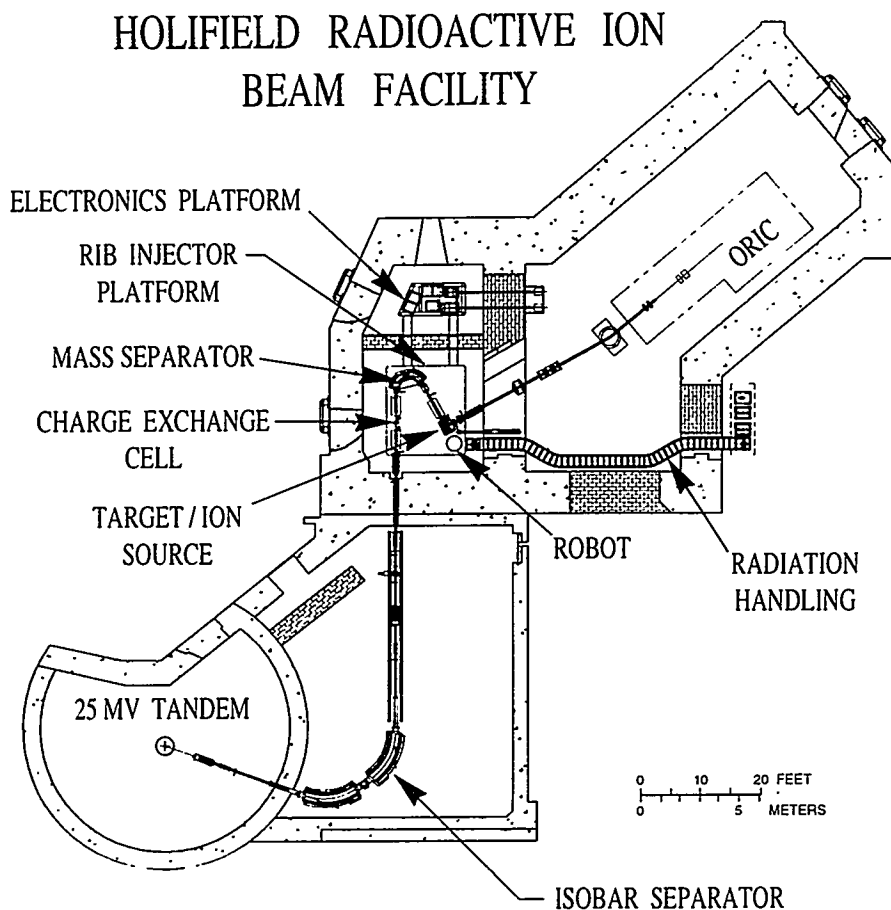 HOLIFIELD RADIOACTIVE ION
BEAM FACILITY
ELECTRONICS PLATFORM
RIB INJECTOR
PLATFORM
ORIC
MASS SEPARATOR
CHARGE EXCHANGE
CELL
TARGET / ION
SOURCE
ROBOT
RADIATION
HANDLING
25 MV TANDEM
0 10 20 FEET
0 5 METERS
ISOBAR SEPARATOR